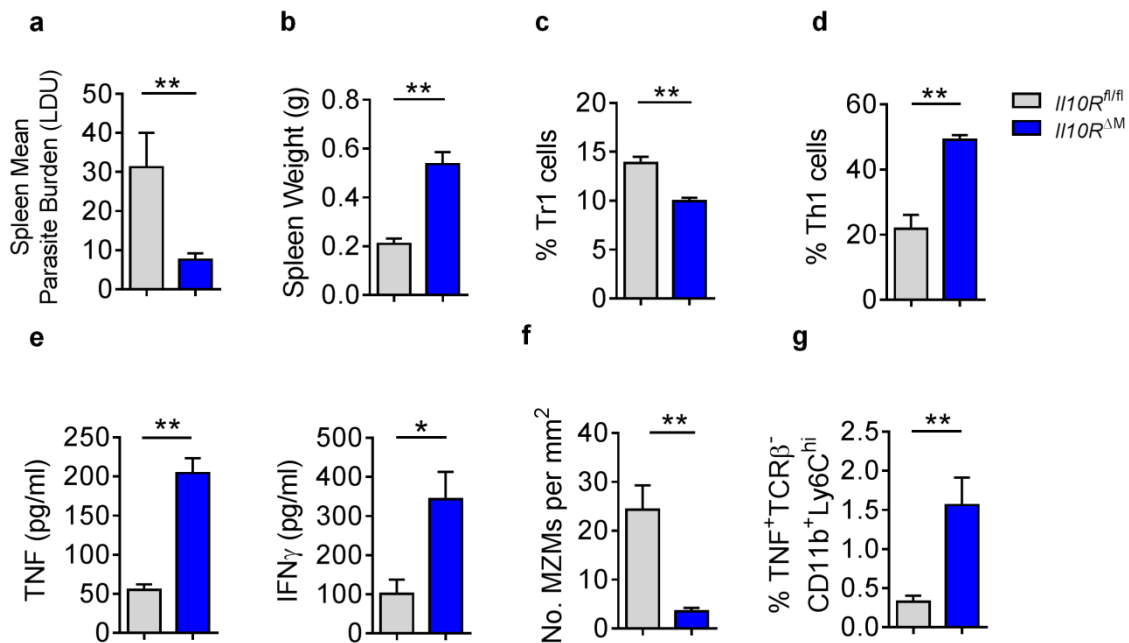 a
Spleen Mean
Parasite Burden (LDU)
50
40
30
20
10
0
**
b
Spleen Weight (g)
0.8
0.6
0.4
0.2
0.0
**
c
% Tr1 cells
20
15
10
5
0
**
d
% Th1 cells
60
40
20
0
**
Il10R^fl/fl
Il10R^ΔM
e
TNF (pg/ml)
250
200
150
100
50
0
**
IFNγ (pg/ml)
500
400
300
200
100
0
*
f
No. MZMs per mm²
40
30
20
10
0
**
g
% TNF⁺TCRβ⁻
CD11b⁺Ly6C^hi
2.5
2.0
1.5
1.0
0.5
0.0
**